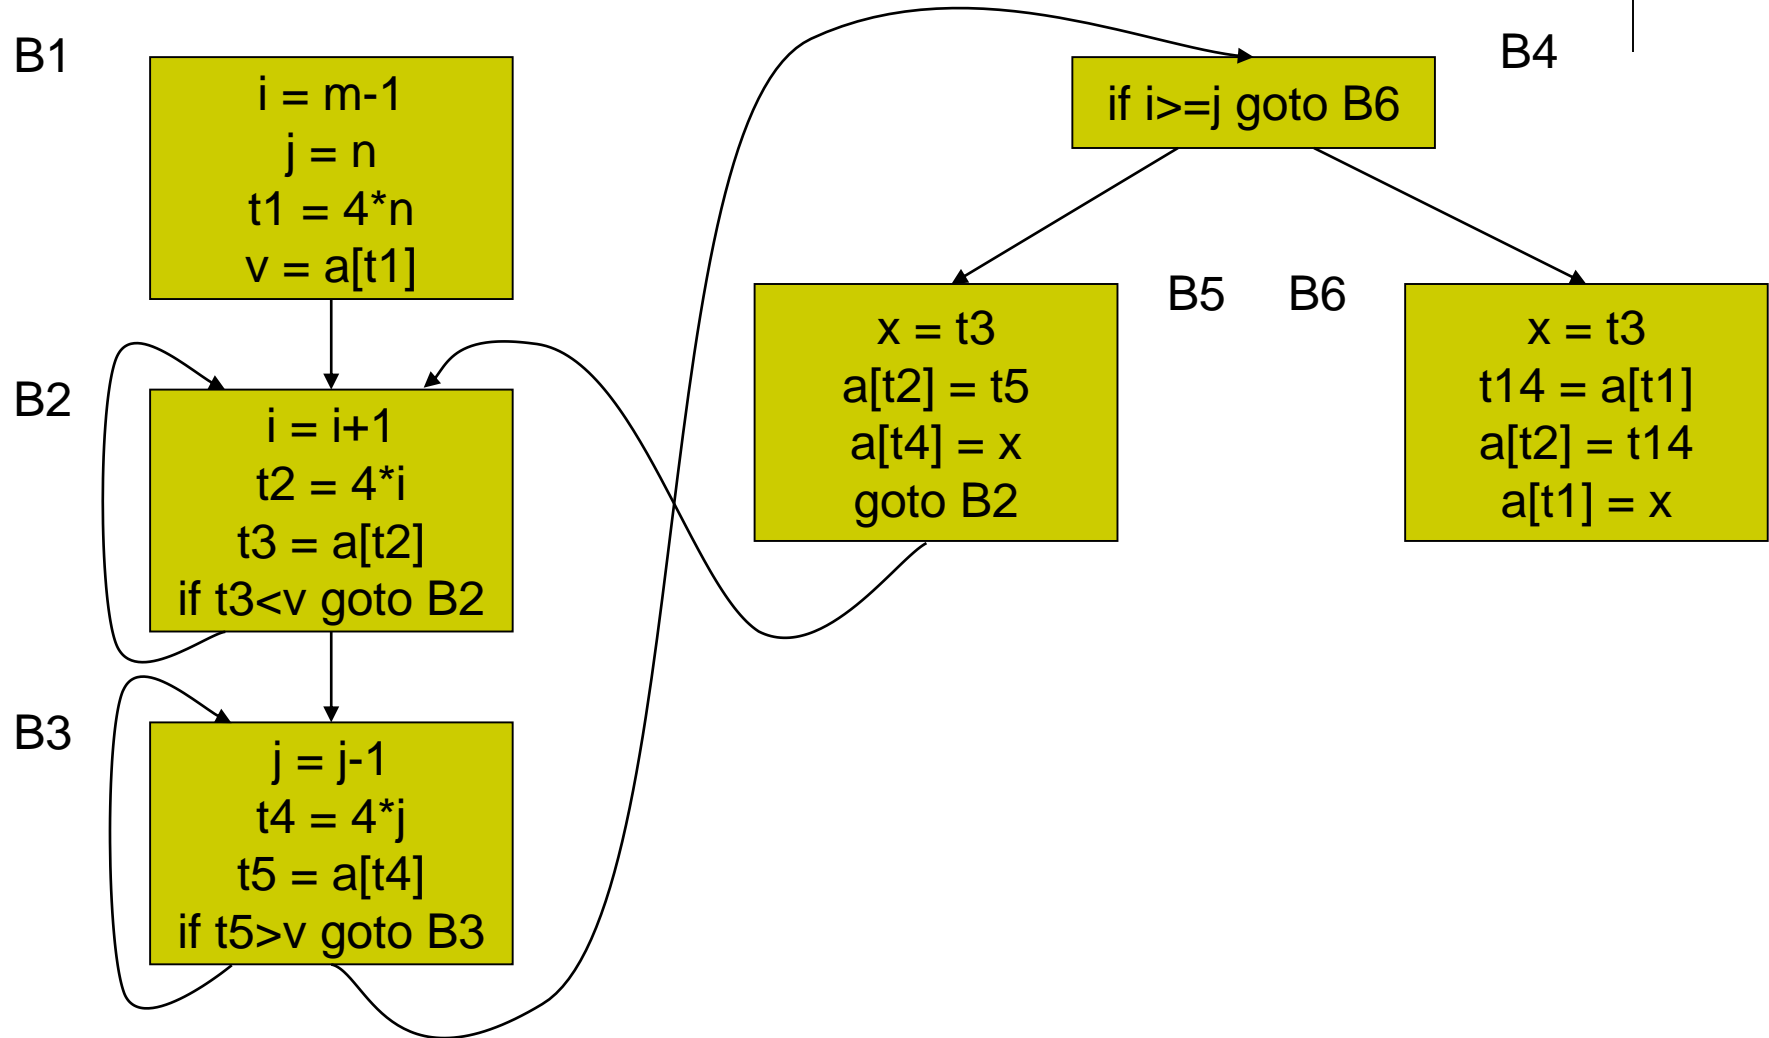 B1
i = m-1
j = n
t1 = 4*n
v = a[t1]
B2
i = i+1
t2 = 4*i
t3 = a[t2]
if t3<v goto B2
B3
j = j-1
t4 = 4*j
t5 = a[t4]
if t5>v goto B3
B4
if i>=j goto B6
B5
x = t3
a[t2] = t5
a[t4] = x
goto B2
B6
x = t3
t14 = a[t1]
a[t2] = t14
a[t1] = x